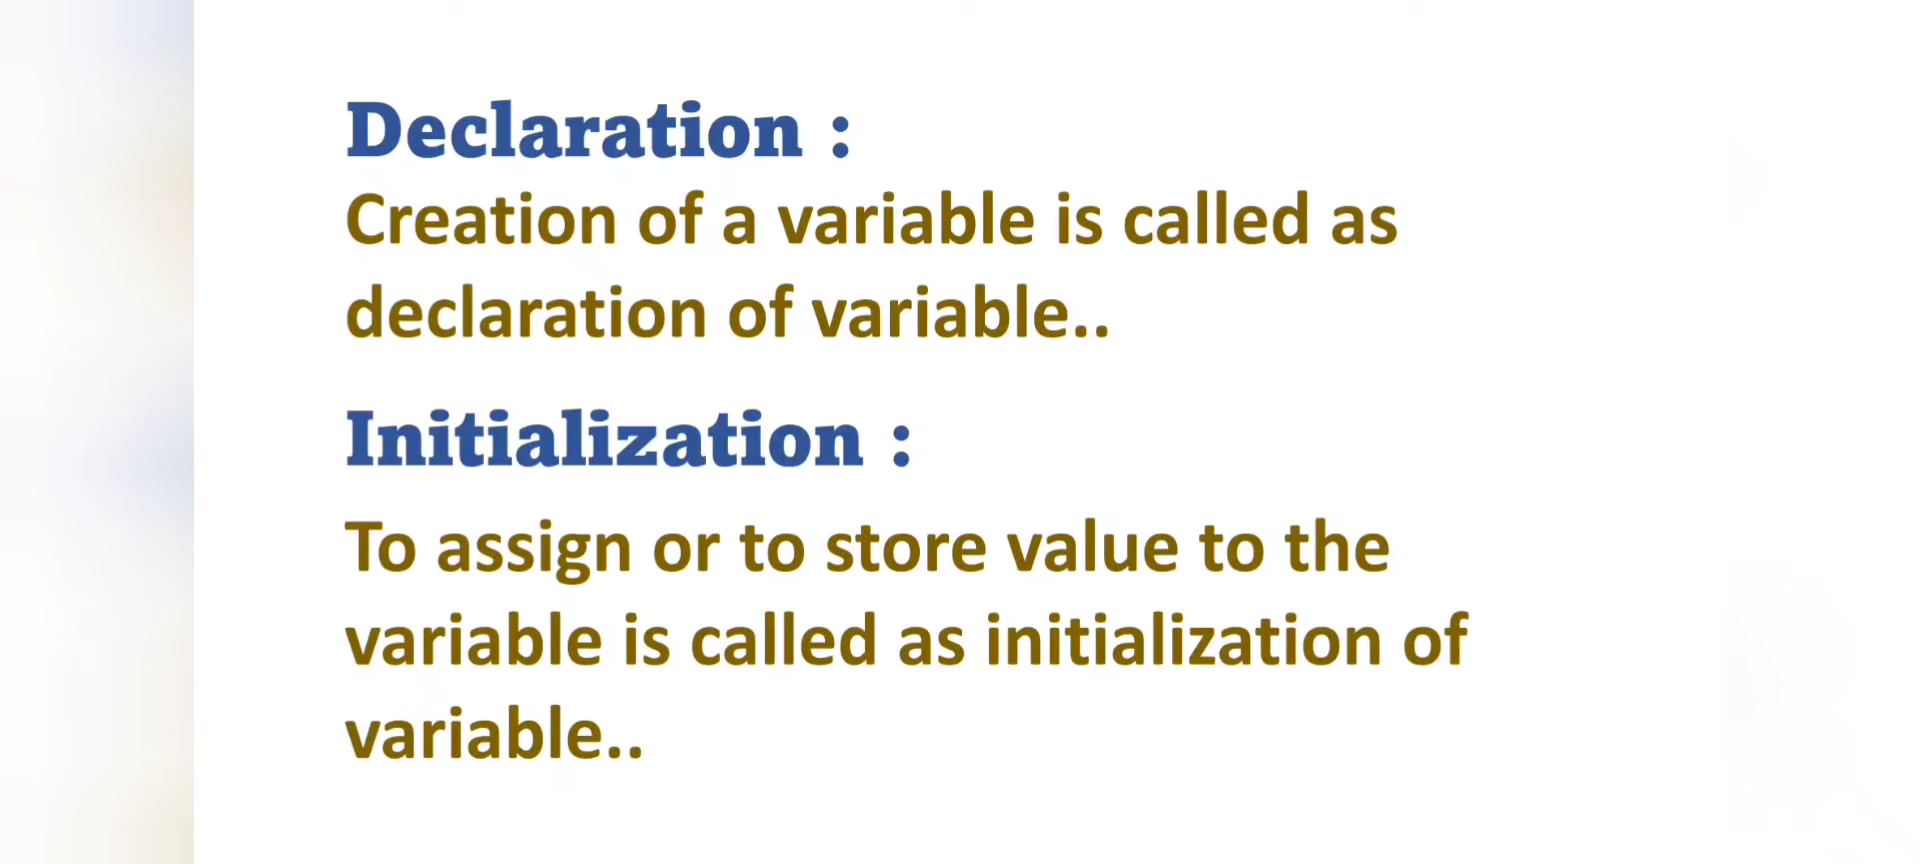 Declaration :
Creation of a variable is called as
declaration of variable..
Initialization :
To assign or to store value to the
variable is called as initialization of
variable..